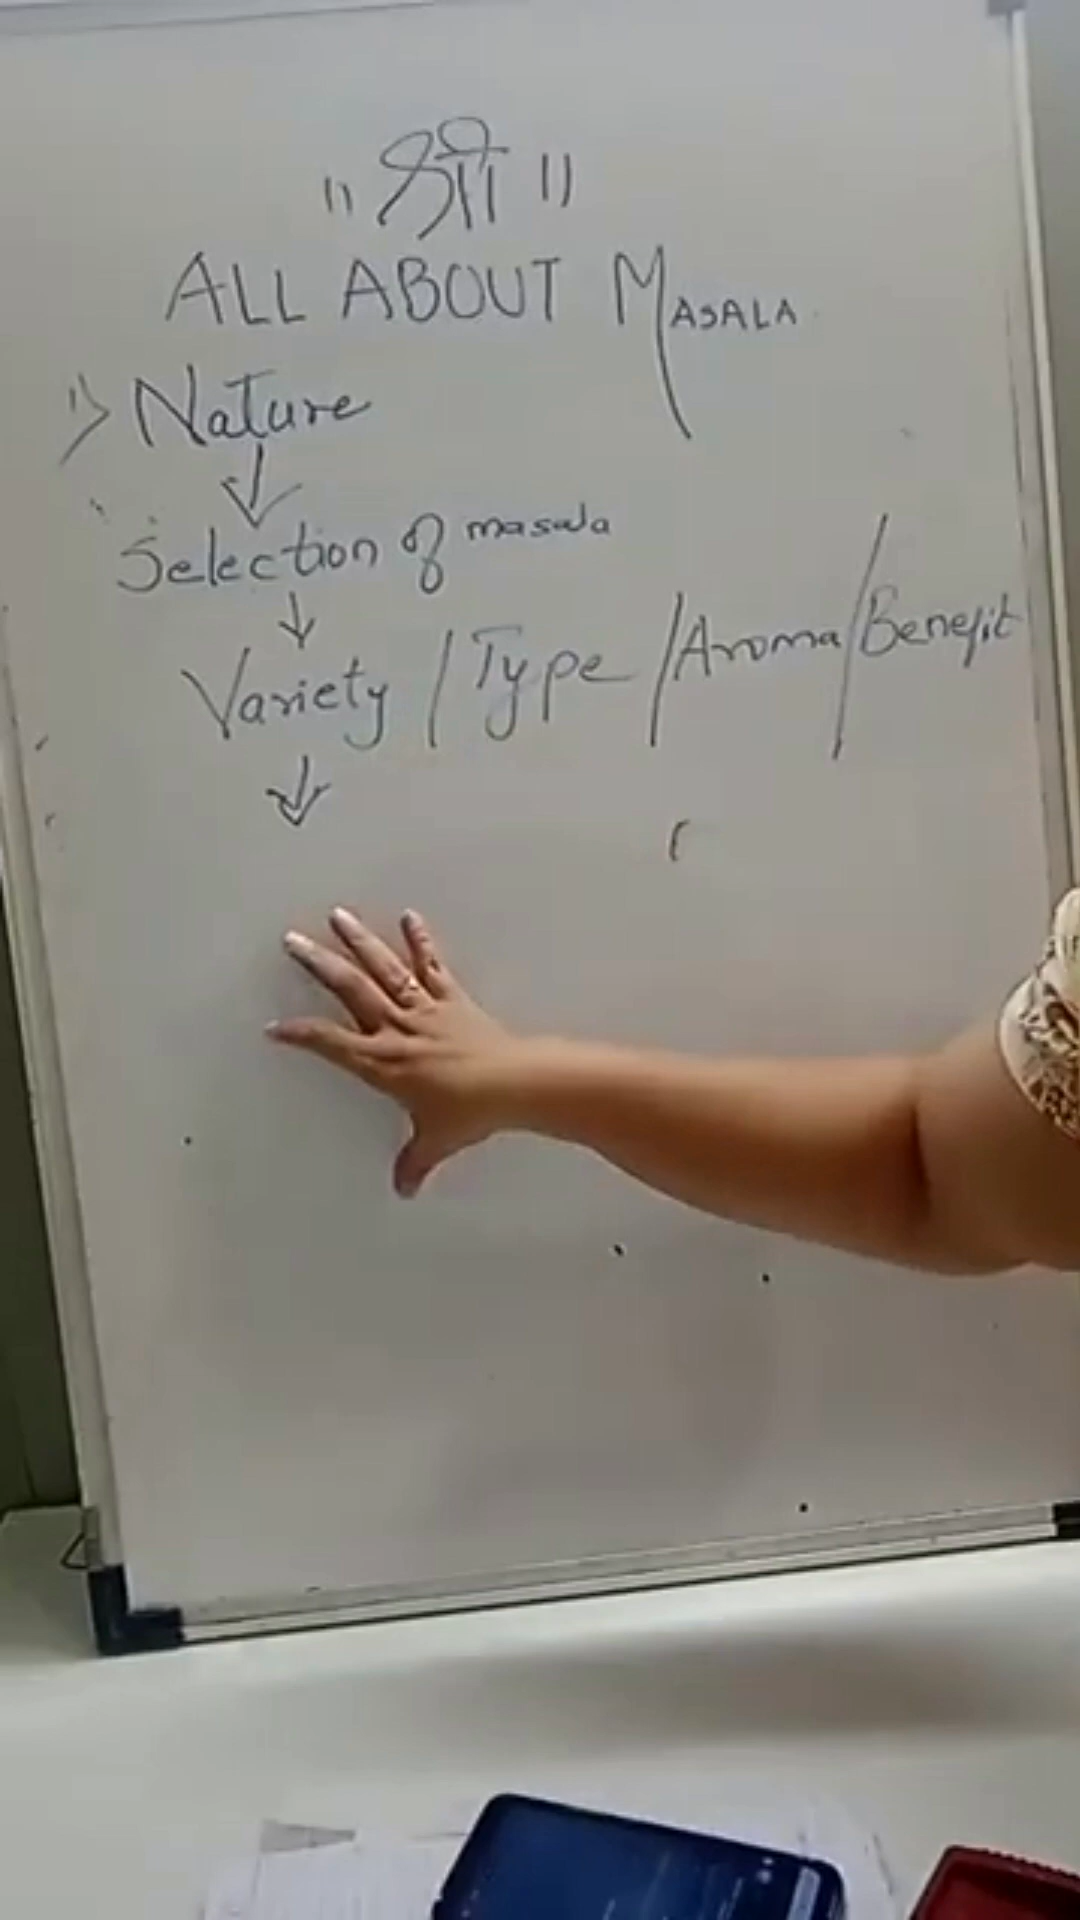 ॥ श्री ॥
ALL ABOUT MASALA
1> Nature
↓
Selection of masala
↓
Variety / Type / Aroma / Benefit
↓
(